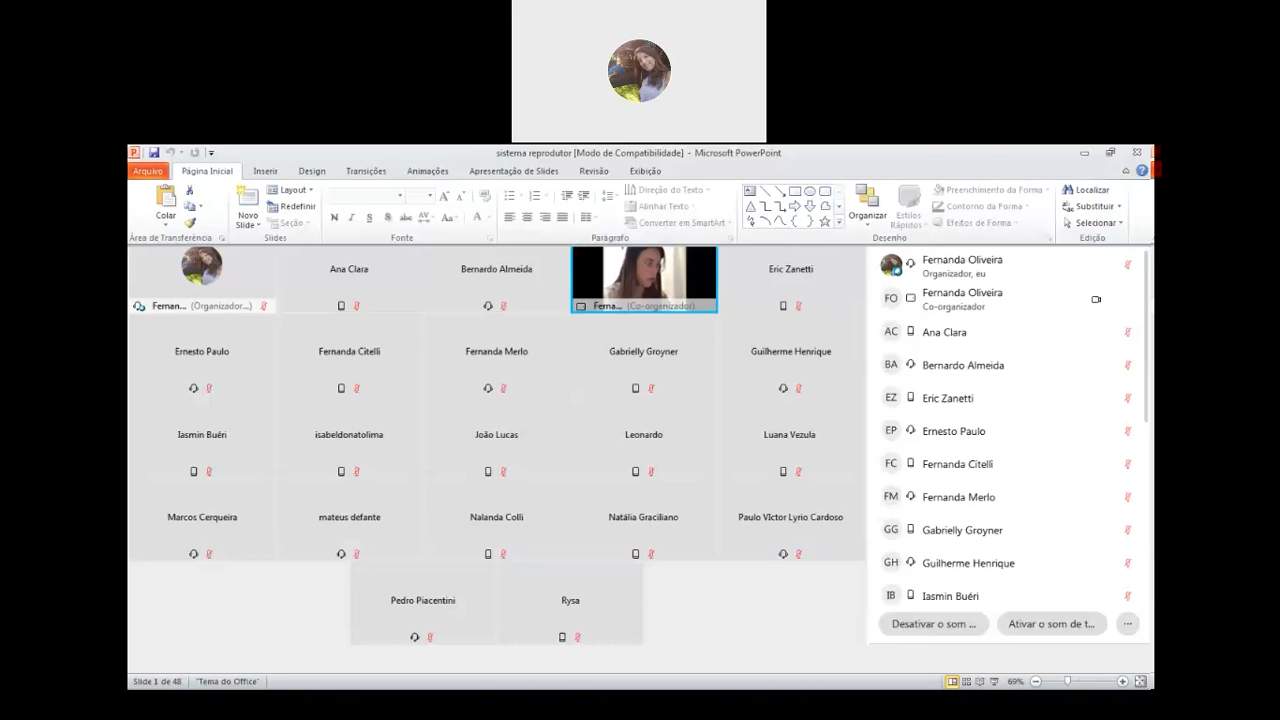 sistema reprodutor [Modo de Compatibilidade] - Microsoft PowerPoint
Arquivo
Página Inicial
Inserir
Design
Transições
Animações
Apresentação de Slides
Revisão
Exibição
Colar
Área de Transferência
Novo Slide
Layout
Redefinir
Seção
Slides
N I S abc AV Aa A
Fonte
Direção do Texto
Alinhar Texto
Converter em SmartArt
Parágrafo
Organizar
Estilos Rápidos
Preenchimento da Forma
Contorno da Forma
Efeitos de Forma
Desenho
Localizar
Substituir
Selecionar
Edição
Fernan... (Organizador...)
Ana Clara
Bernardo Almeida
Ferna... (Co-organizador)
Eric Zanetti
Ernesto Paulo
Fernanda Citelli
Fernanda Merlo
Gabrielly Groyner
Guilherme Henrique
Iasmin Buéri
isabeldonatolima
João Lucas
Leonardo
Luana Vezula
Marcos Cerqueira
mateus defante
Nalanda Colli
Natália Graciliano
Paulo VIctor Lyrio Cardoso
Pedro Piacentini
Rysa
Fernanda Oliveira
Organizador, eu
FO Fernanda Oliveira
Co-organizador
AC Ana Clara
BA Bernardo Almeida
EZ Eric Zanetti
EP Ernesto Paulo
FC Fernanda Citelli
FM Fernanda Merlo
GG Gabrielly Groyner
GH Guilherme Henrique
IB Iasmin Buéri
Desativar o som ...
Ativar o som de t...
...
Slide 1 de 48
"Tema do Office"
69%